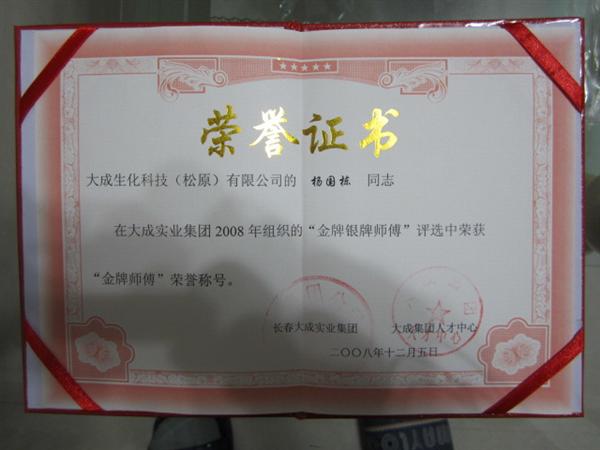 荣誉证书
大成生化科技（松原）有限公司的 杨国栋 同志
在大成实业集团2008年组织的“金牌银牌师傅”评选中荣获
“金牌师傅”荣誉称号。
长春大成实业集团 大成集团人才中心
二〇〇八年十二月五日
人才中心